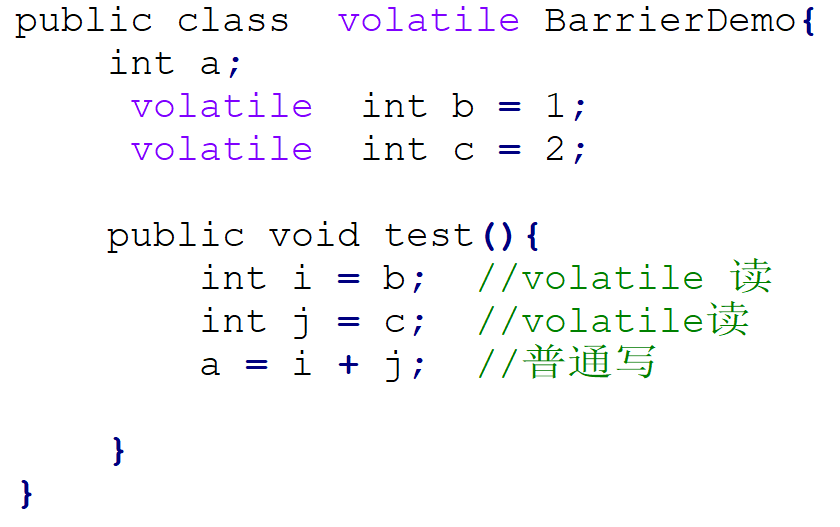 public class  volatile BarrierDemo{
    int a;
     volatile  int b = 1;
     volatile  int c = 2;

    public void test(){
        int i = b;  //volatile 读
        int j = c;  //volatile读
        a = i + j;  //普通写

    }
}